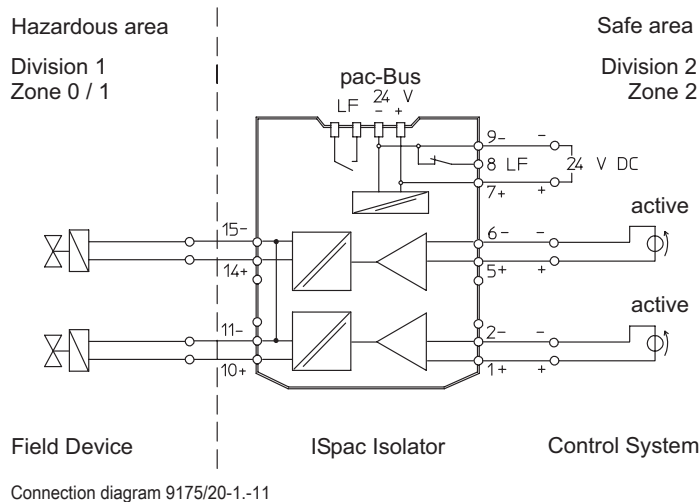 Hazardous area
Safe area
Division 1
Zone 0 / 1
Division 2
Zone 2
pac-Bus
LF 24 V
- +
9- -
8 LF 24 V DC
7+ +
active
15- 6- -
14+ 5+ +
active
11- 2- -
10+ 1+ +
Field Device ISpac Isolator Control System
Connection diagram 9175/20-1.-11